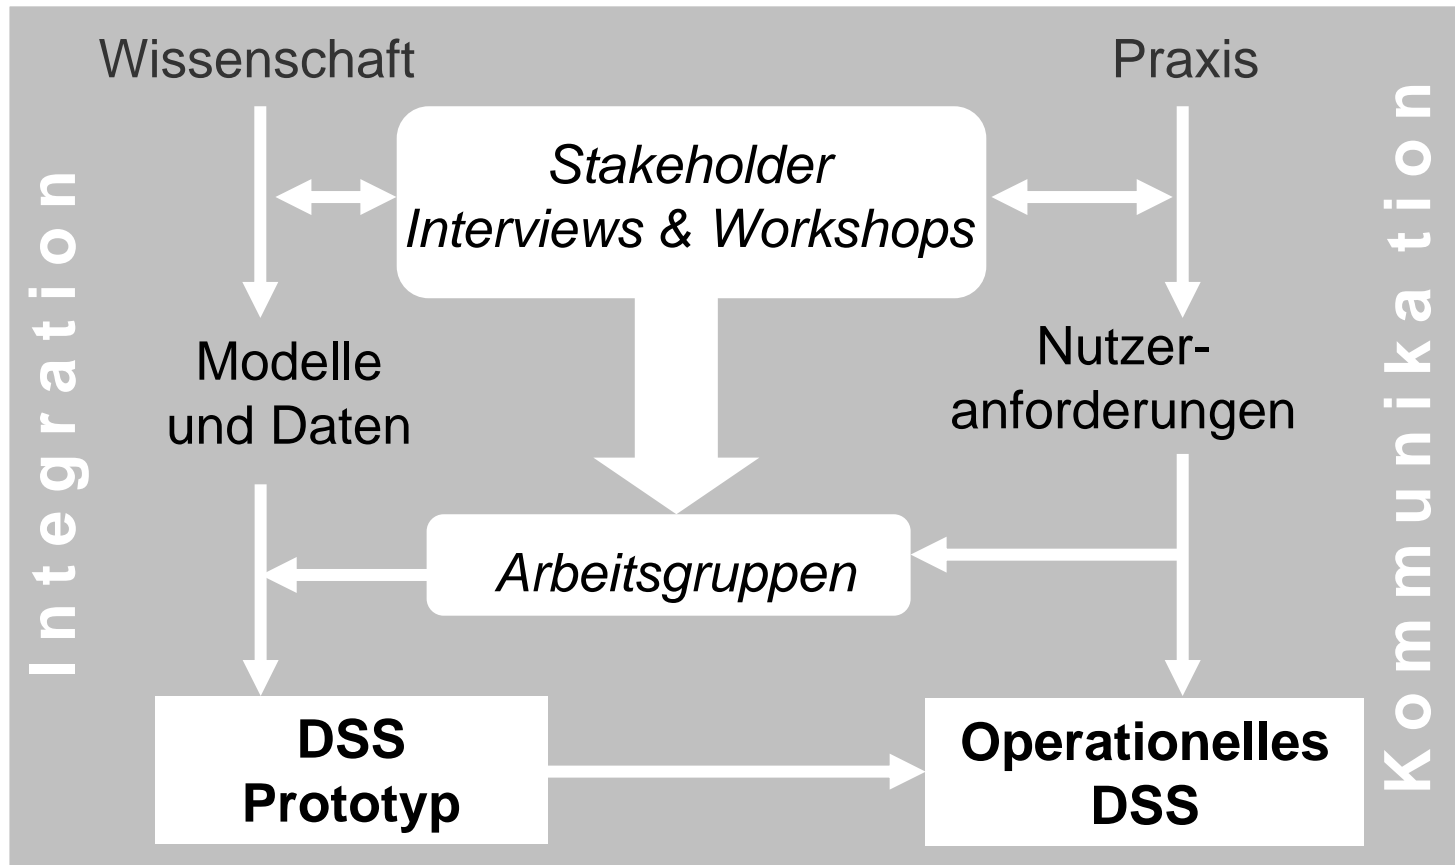 Wissenschaft
Praxis
Stakeholder
Interviews & Workshops
Integration
Kommunikation
Modelle
und Daten
Nutzer-
anforderungen
Arbeitsgruppen
DSS
Prototyp
Operationelles
DSS